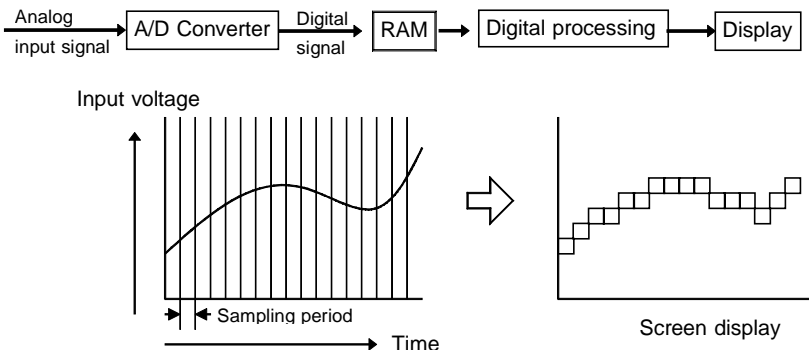 Analog
input signal
A/D Converter
Digital
signal
RAM
Digital processing
Display
Input voltage
Sampling period
Time
Screen display